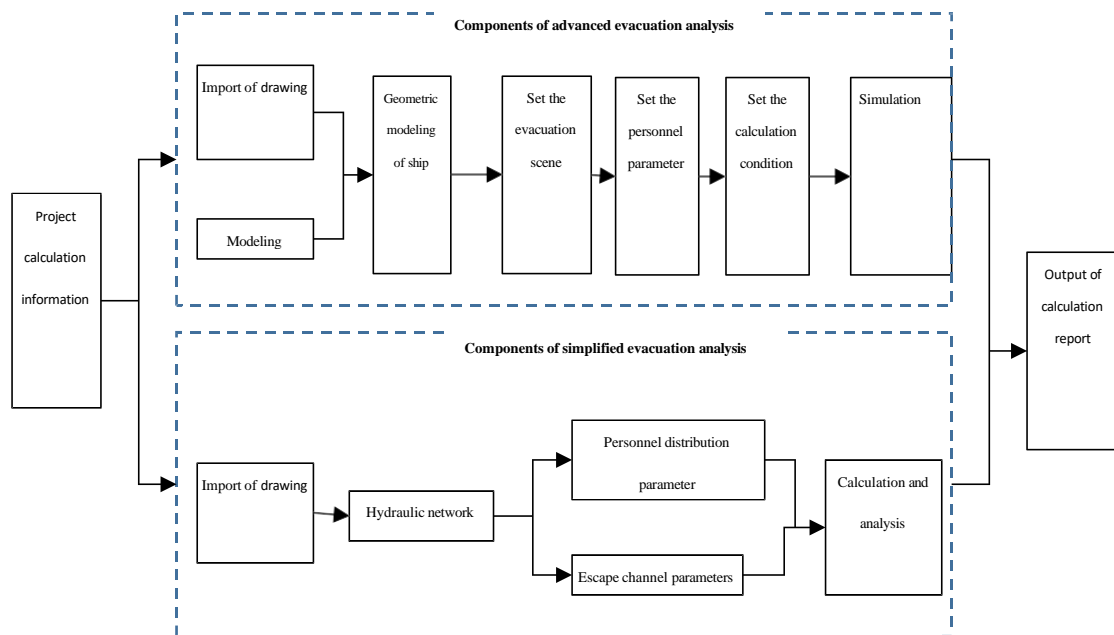 Project
calculation
information
Components of advanced evacuation analysis
Import of drawing
Modeling
Geometric
modeling
of ship
Set the
evacuation
scene
Set the
personnel
parameter
Set the
calculation
condition
Simulation
Components of simplified evacuation analysis
Import of drawing
Hydraulic network
Personnel distribution
parameter
Escape channel parameters
Calculation and
analysis
Output of
calculation
report